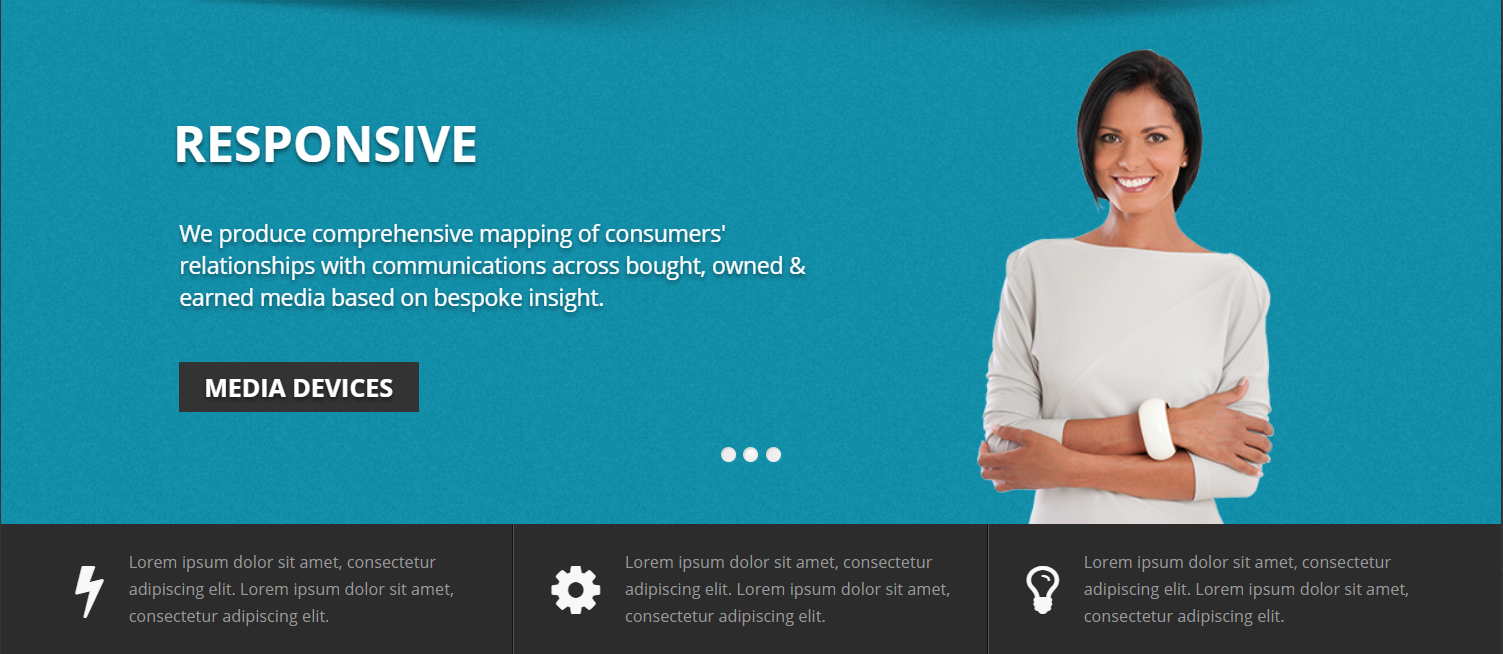 RESPONSIVE
We produce comprehensive mapping of consumers'
relationships with communications across bought, owned &
earned media based on bespoke insight.
MEDIA DEVICES
Lorem ipsum dolor sit amet, consectetur
adipiscing elit. Lorem ipsum dolor sit amet,
consectetur adipiscing elit.
Lorem ipsum dolor sit amet, consectetur
adipiscing elit. Lorem ipsum dolor sit amet,
consectetur adipiscing elit.
Lorem ipsum dolor sit amet, consectetur
adipiscing elit. Lorem ipsum dolor sit amet,
consectetur adipiscing elit.